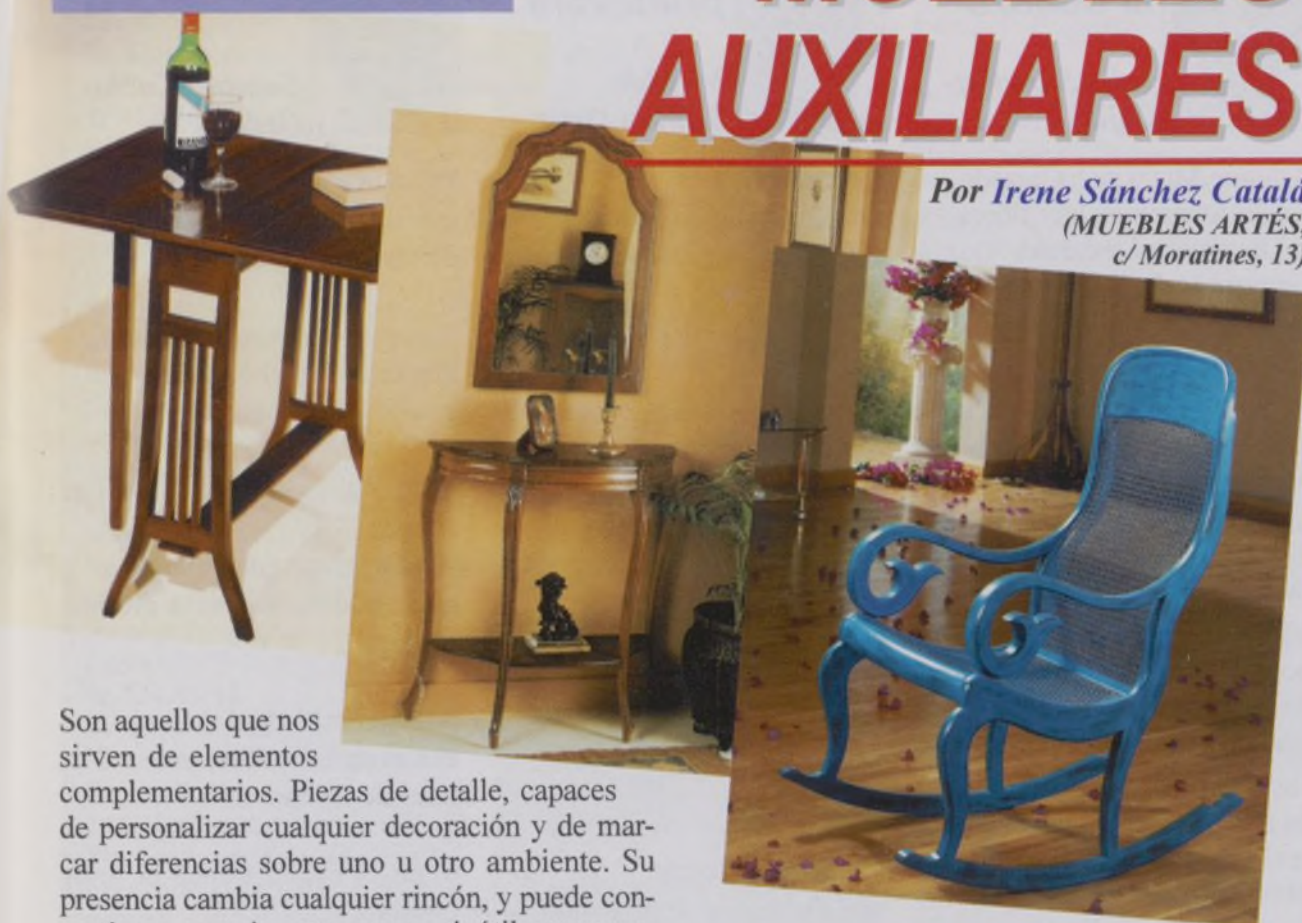 AUXILIARES
Por Irene Sánchez Catalá
(MUEBLES ARTÉS,
c/ Moratines, 13)
Son aquellos que nos
sirven de elementos
complementarios. Piezas de detalle, capaces
de personalizar cualquier decoración y de mar-
car diferencias sobre uno u otro ambiente. Su
presencia cambia cualquier rincón, y puede con-